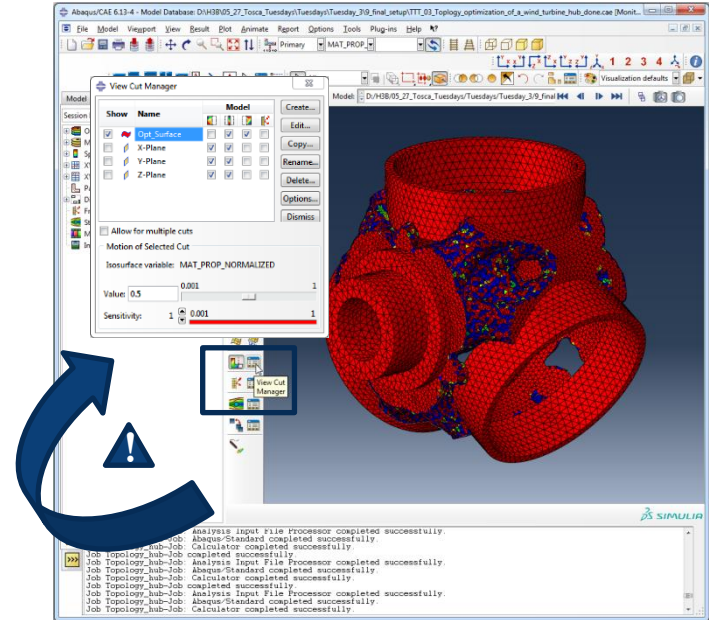 Abaqus/CAE 6.13-4 - Model Database: D:\H3B\05_27_Tosca_Tuesdays\Tuesday_3\9_final_setup\TTT_03_Toplogy_optimization_of_a_wind_turbine_hub_done.cae [Monit...
File Model Viewport View Result Plot Animate Report Options Tools Plug-ins Help
Primary MAT_PROP_
1 2 3 4
Visualization defaults
Model
Model: D:/H3B/05_27_Tosca_Tuesdays/Tuesdays/Tuesday_3/9_final
Session
View Cut Manager
Model
Show Name
Create...
Opt_Surface
Edit...
X-Plane
Copy...
Y-Plane
Rename...
Z-Plane
Delete...
Options...
Dismiss
Allow for multiple cuts
Motion of Selected Cut
Isosurface variable: MAT_PROP_NORMALIZED
0.001 1
Value: 0.5
Sensitivity: 1 0.001 1
View Cut
Manager
SIMULIA
Analysis Input File Processor completed successfully.
Job Topology_hub-Job: Abaqus/Standard completed successfully.
Job Topology_hub-Job: Calculator completed successfully.
Job Topology_hub-Job completed successfully.
Job Topology_hub-Job: Analysis Input File Processor completed successfully.
Job Topology_hub-Job: Abaqus/Standard completed successfully.
Job Topology_hub-Job: Calculator completed successfully.
Job Topology_hub-Job completed successfully.
Job Topology_hub-Job: Analysis Input File Processor completed successfully.
Job Topology_hub-Job: Abaqus/Standard completed successfully.
Job Topology_hub-Job: Calculator completed successfully.